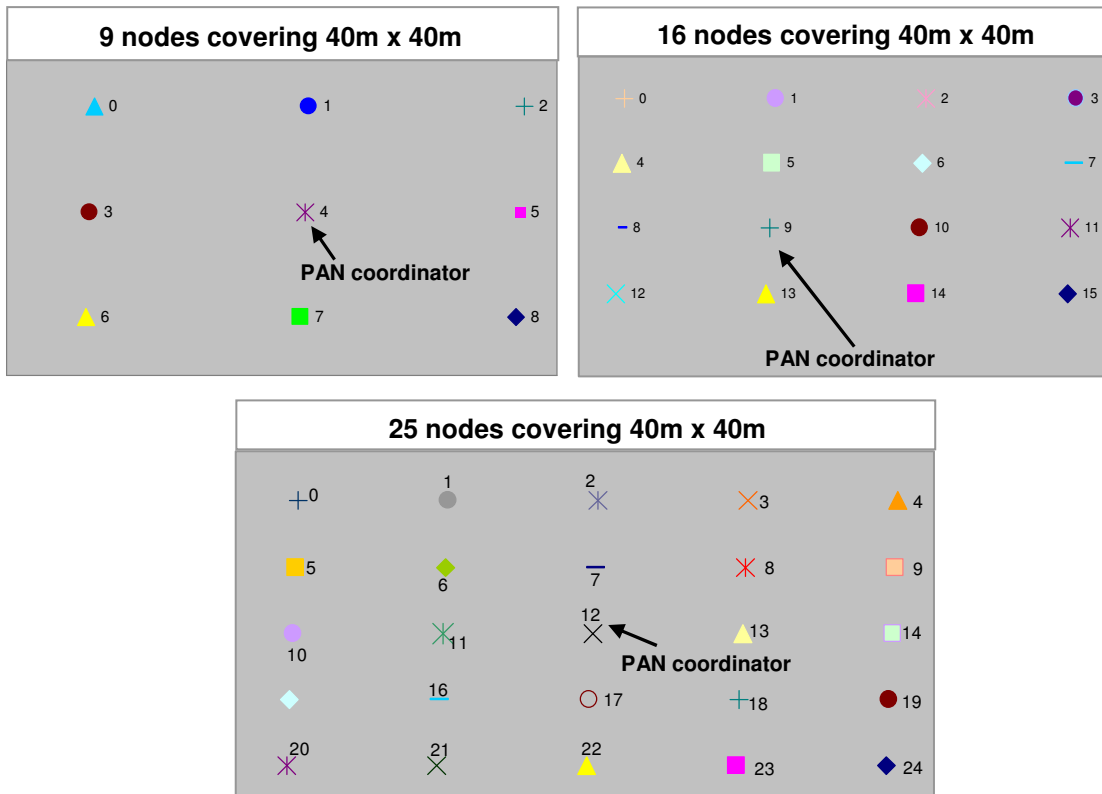 9 nodes covering 40m x 40m
0 1 2
3 4 5
PAN coordinator
6 7 8
16 nodes covering 40m x 40m
0 1 2 3
4 5 6 7
8 9 10 11
12 13 14 15
PAN coordinator
25 nodes covering 40m x 40m
0 1 2 3 4
5 6 7 8 9
10 11 12 13 14
PAN coordinator
16 17 18 19
20 21 22 23 24